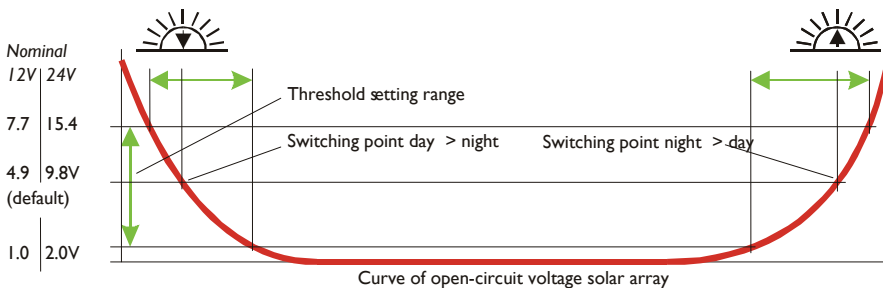 Nominal
12V | 24V
7.7 | 15.4
4.9 | 9.8V
(default)
1.0 | 2.0V
Threshold setting range
Switching point day > night
Switching point night > day
Curve of open-circuit voltage solar array